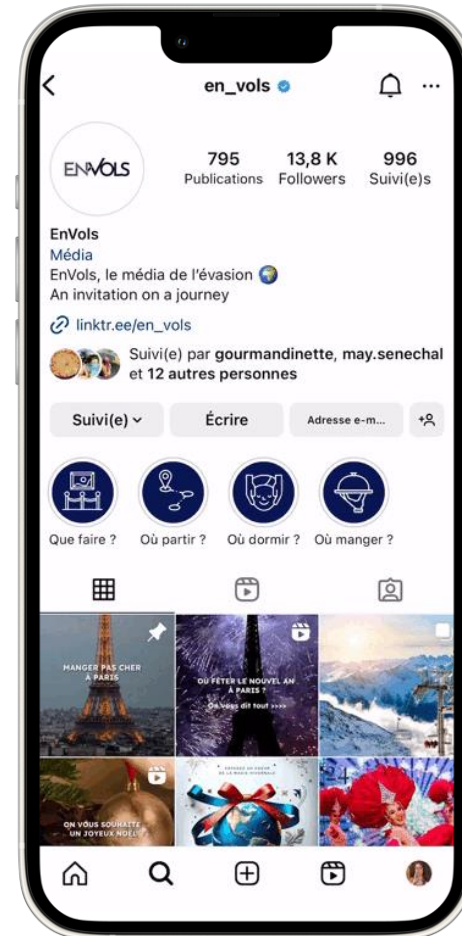 en_vols
ENVOLS
795 13,8 K 996
Publications Followers Suivi(e)s
EnVols
Média
EnVols, le média de l'évasion
An invitation on a journey
linktr.ee/en_vols
Suivi(e) par gourmandinette, may.senechal
et 12 autres personnes
Suivi(e) Écrire Adresse e-m...
Que faire ? Où partir ? Où dormir ? Où manger ?
MANGER PAS CHER
À PARIS
OÙ FÊTER LE NOUVEL AN
À PARIS ?
On vous dit tout >>>>
ON VOUS SOUHAITE
UN JOYEUX NOËL